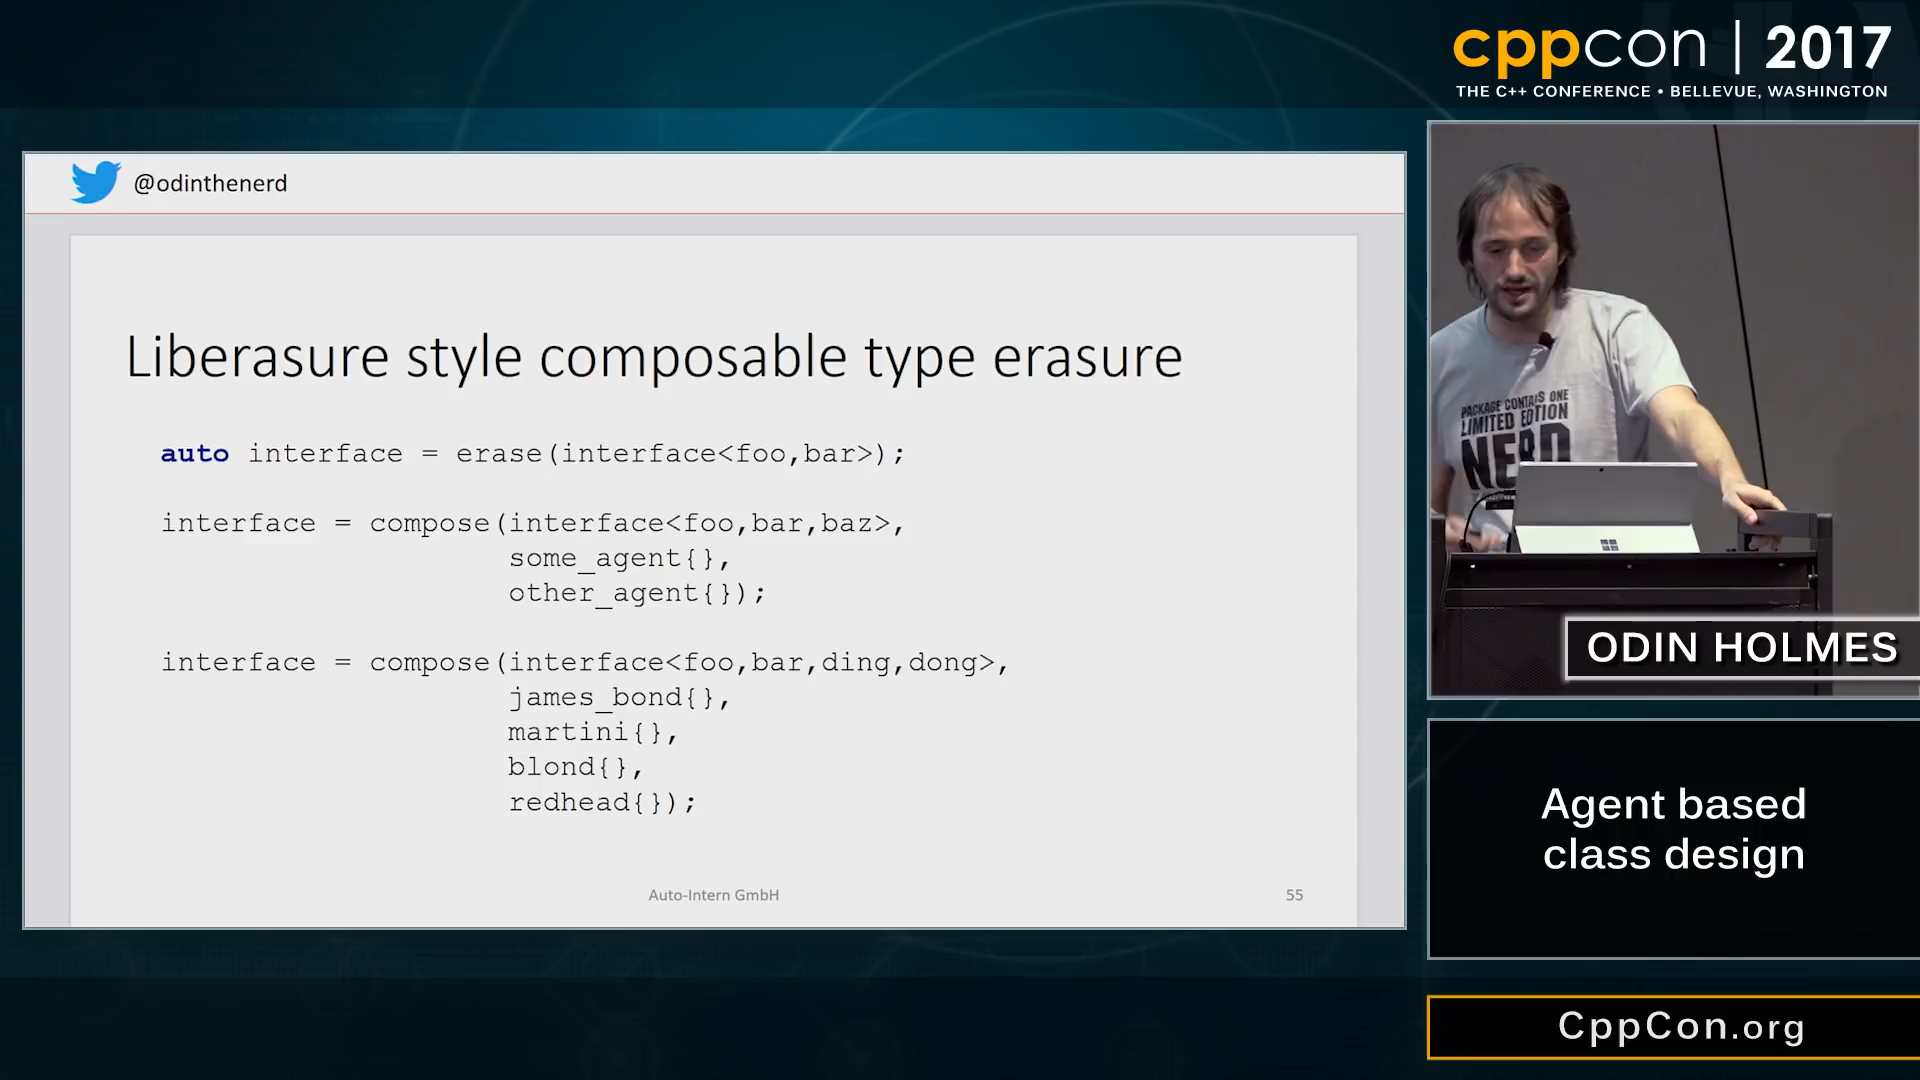 cppcon | 2017
THE C++ CONFERENCE • BELLEVUE, WASHINGTON
@odinthenerd
Liberasure style composable type erasure
auto interface = erase(interface<foo,bar>);
interface = compose(interface<foo,bar,baz>,
some_agent{},
other_agent{});
interface = compose(interface<foo,bar,ding,dong>,
james_bond{},
martini{},
blond{},
redhead{});
Auto-Intern GmbH
55
PACKAGE CONTAINS ONE
LIMITED EDITION
NERD
ODIN HOLMES
Agent based
class design
CppCon.org